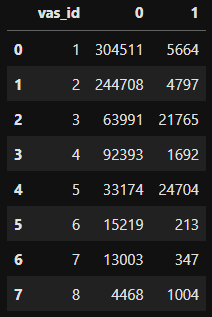 vas_id 0 1
0 1 304511 5664
1 2 244708 4797
2 3 63991 21765
3 4 92393 1692
4 5 33174 24704
5 6 15219 213
6 7 13003 347
7 8 4468 1004